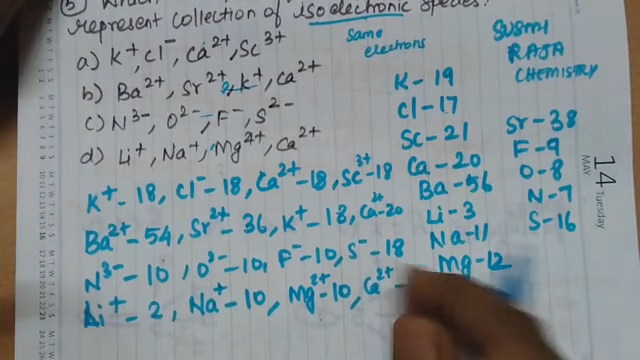 ⑤ Which
represent collection of isoelectronic species?
a) K⁺, Cl⁻, Ca²⁺, Sc³⁺
b) Ba²⁺, Sr²⁺, K⁺, Ca²⁺
c) N³⁻, O²⁻, F⁻, S²⁻
d) Li⁺, Na⁺, Mg²⁺, Ca²⁺
K⁺-18, Cl⁻-18, Ca²⁺-18, Sc³⁺-18
Ba²⁺-54, Sr²⁺-36, K⁺-18, Ca²⁺-20
N³⁻-10, O³⁻-10, F⁻-10, S⁻-18
Li⁺-2, Na⁺-10, Mg²⁺-10, Ca²⁺-
same
electrons
K-19
Cl-17
Sc-21
Ca-20
Ba-56
Li-3
Na-11
Mg-12
SUSMI
RAJA
CHEMISTRY
Sr-38
F-9
O-8
N-7
S-16
14 Tuesday
MAY